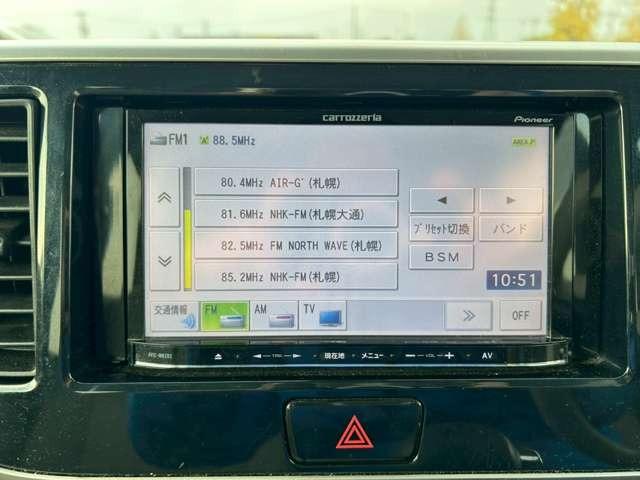 carrozzeria
Pioneer
FM1 88.5MHz
AREA-P
80.4MHz AIR-G'(札幌)
81.6MHz NHK-FM(札幌大通)
82.5MHz FM NORTH WAVE(札幌)
85.2MHz NHK-FM(札幌)
◄ ►
プリセット切換 バンド
BSM
10:51
交通情報 FM AM TV
OFF
TRK 現在地 メニュー VOL AV